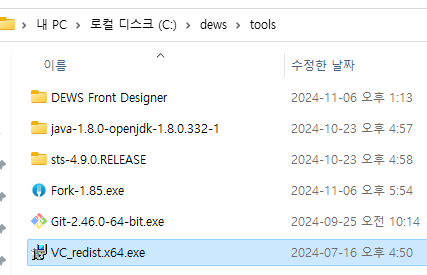 내 PC > 로컬 디스크 (C:) > dews > tools
이름 수정한 날짜
DEWS Front Designer 2024-11-06 오후 1:13
java-1.8.0-openjdk-1.8.0.332-1 2024-10-23 오후 4:57
sts-4.9.0.RELEASE 2024-10-23 오후 4:58
Fork-1.85.exe 2024-11-06 오후 5:54
Git-2.46.0-64-bit.exe 2024-09-25 오전 10:14
VC_redist.x64.exe 2024-07-16 오후 4:50